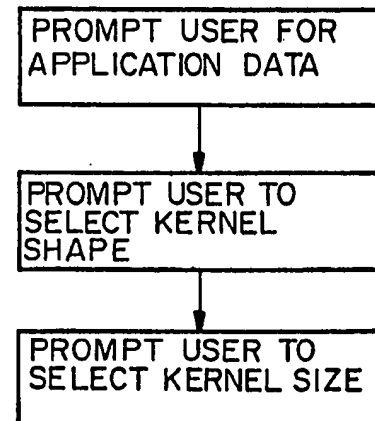 PROMPT USER FOR
APPLICATION DATA
PROMPT USER TO
SELECT KERNEL
SHAPE
PROMPT USER TO
SELECT KERNEL SIZE